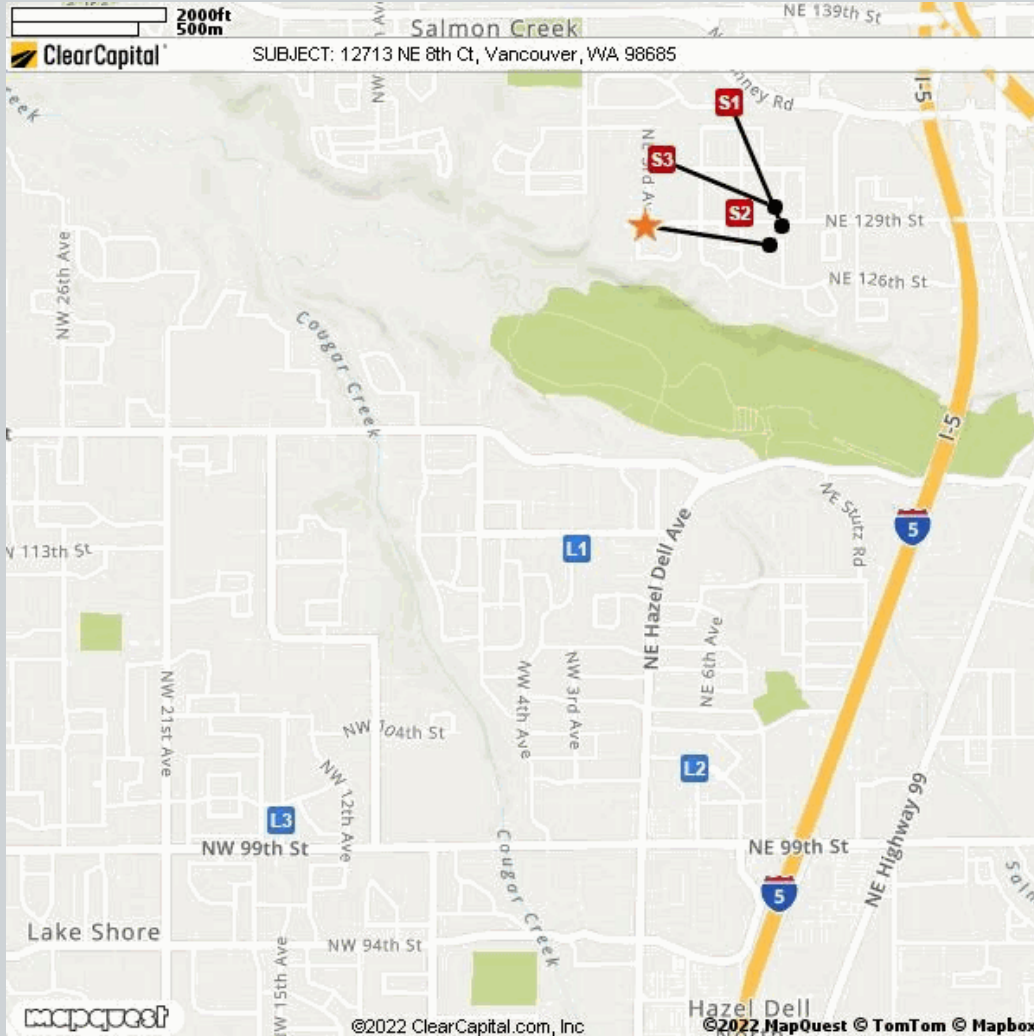 2000ft
NE 139th St
500m
Salmon Creek
ClearCapital
SUBJECT: 12713 NE 8th Ct, Vancouver, WA 98685
I-5
S1
S3
S2
NE 129th St
NW 26th Ave
NE 126th St
Cougar Creek
I-5
NE Stutz Rd
5
L1
113th St
NE Hazel Dell Ave
NE 6th Ave
NW 4th Ave
NW 3rd Ave
NW 21st Ave
NW 104th St
L2
NW 12th Ave
L3
NW 99th St
NE 99th St
NE Highway 99
5
Cougar Creek
Lake Shore
NW 94th St
15th Ave
Hazel Dell
mapquest
©2022 ClearCapital.com, Inc
©2022 MapQuest © TomTom © Mapbox